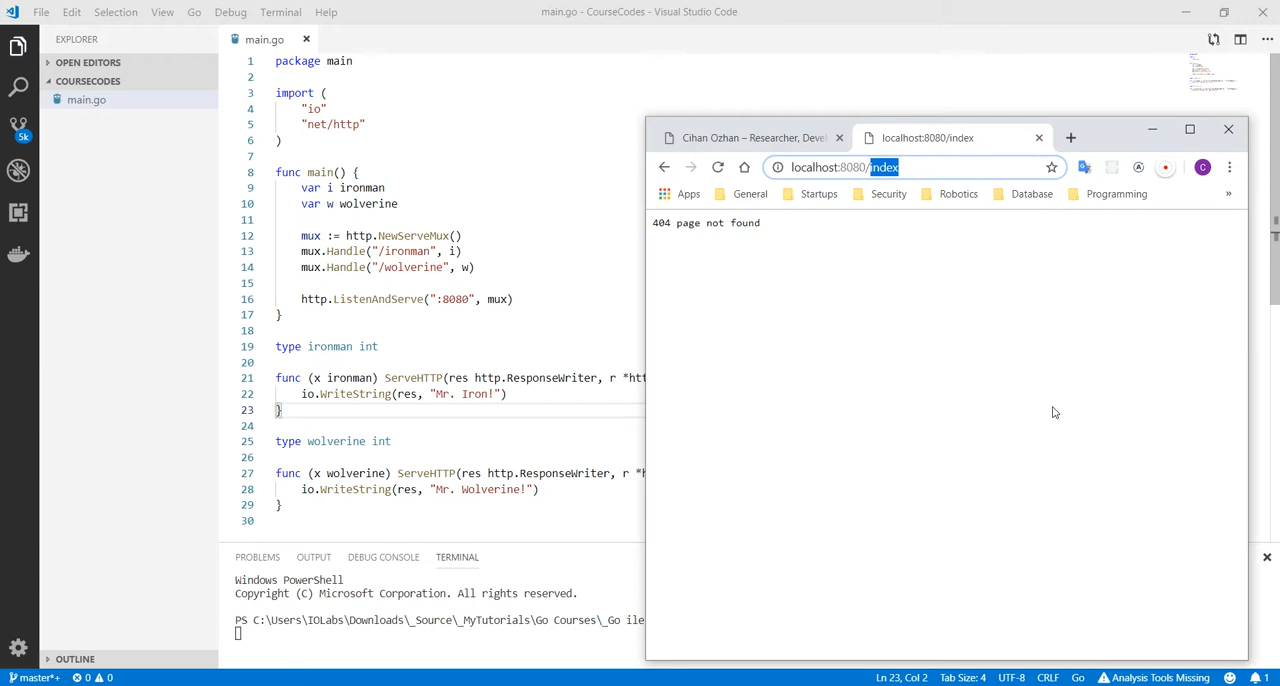 File Edit Selection View Go Debug Terminal Help
main.go - CourseCodes - Visual Studio Code
EXPLORER
OPEN EDITORS
COURSECODES
main.go
5k
OUTLINE
main.go
1 package main
2
3 import (
4 "io"
5 "net/http"
6 )
7
8 func main() {
9 var i ironman
10 var w wolverine
11
12 mux := http.NewServeMux()
13 mux.Handle("/ironman", i)
14 mux.Handle("/wolverine", w)
15
16 http.ListenAndServe(":8080", mux)
17 }
18
19 type ironman int
20
21 func (x ironman) ServeHTTP(res http.ResponseWriter, r *htt
22 io.WriteString(res, "Mr. Iron!")
23 }
24
25 type wolverine int
26
27 func (x wolverine) ServeHTTP(res http.ResponseWriter, r *h
28 io.WriteString(res, "Mr. Wolverine!")
29 }
30
PROBLEMS OUTPUT DEBUG CONSOLE TERMINAL
Windows PowerShell
Copyright (C) Microsoft Corporation. All rights reserved.
PS C:\Users\IOLabs\Downloads\_Source\_MyTutorials\Go Courses\_Go ile
Cihan Ozhan – Researcher, Devel
localhost:8080/index
localhost:8080/index
C
Apps General Startups Security Robotics Database Programming »
404 page not found
master*+ 0 0 Ln 23, Col 2 Tab Size: 4 UTF-8 CRLF Go Analysis Tools Missing 1